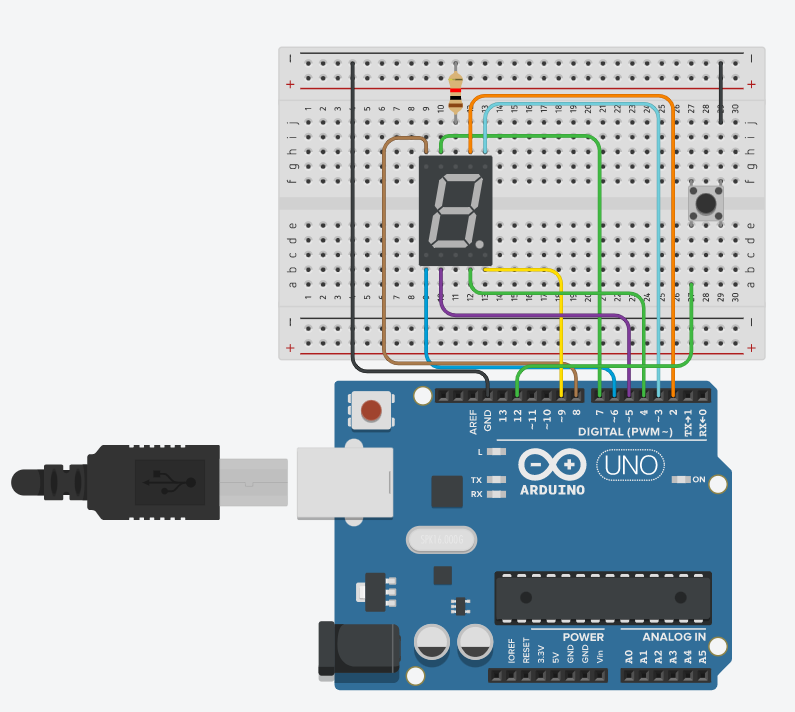 1 2 3 4 5 6 7 8 9 10 11 12 13 14 15 16 17 18 19 20 21 22 23 24 25 26 27 28 29 30
j j
i i
h h
g g
f f
e e
d d
c c
b b
a a
1 2 3 4 5 6 7 8 9 10 11 12 13 14 15 16 17 18 19 20 21 22 23 24 25 26 27 28 29 30
AREF GND 13 12 ~11 ~10 ~9 8 7 ~6 ~5 4 ~3 2 TX→1 RX←0
DIGITAL (PWM~)
L
TX
RX
ARDUINO
UNO
ON
POWER ANALOG IN
IOREF RESET 3.3V 5V GND GND Vin A0 A1 A2 A3 A4 A5